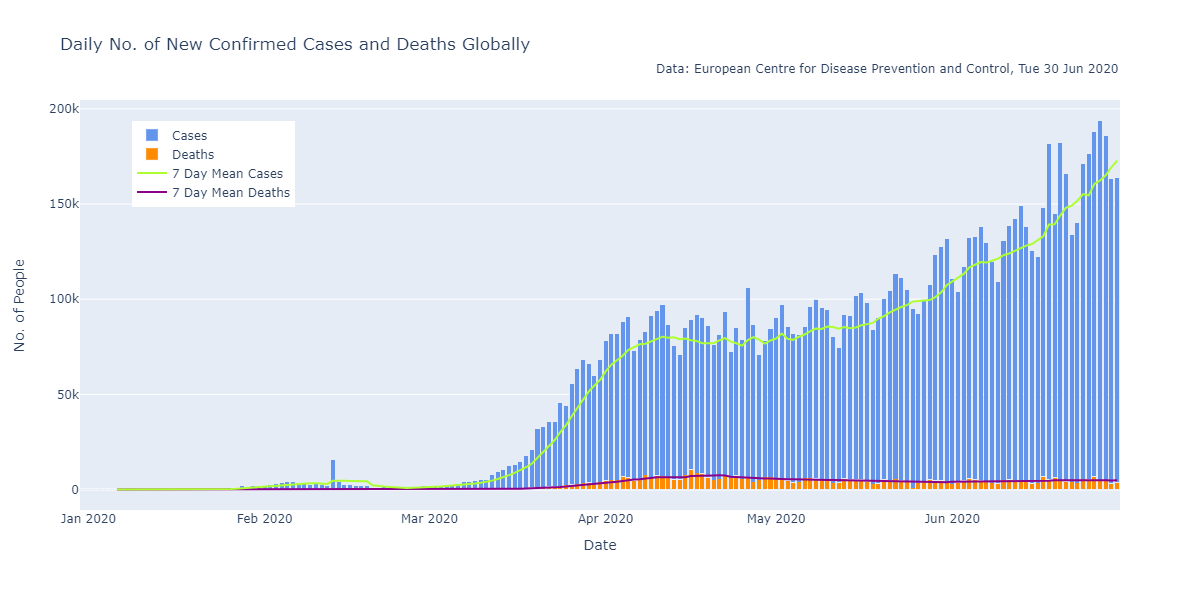 Daily No. of New Confirmed Cases and Deaths Globally
Data: European Centre for Disease Prevention and Control, Tue 30 Jun 2020
200k
150k
100k
50k
0
No. of People
Cases
Deaths
7 Day Mean Cases
7 Day Mean Deaths
Jan 2020 Feb 2020 Mar 2020 Apr 2020 May 2020 Jun 2020
Date